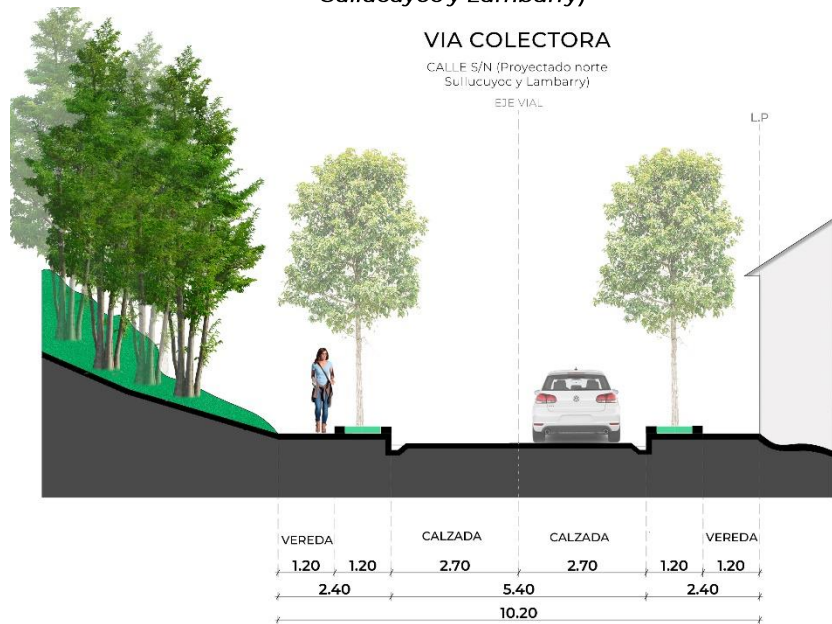 Sullucuyoc y Lambarry)
VIA COLECTORA
CALLE S/N (Proyectado norte
Sullucuyoc y Lambarry)
EJE VIAL
L.P
VEREDA CALZADA CALZADA VEREDA
1.20 1.20 2.70 2.70 1.20 1.20
2.40 5.40 2.40
10.20